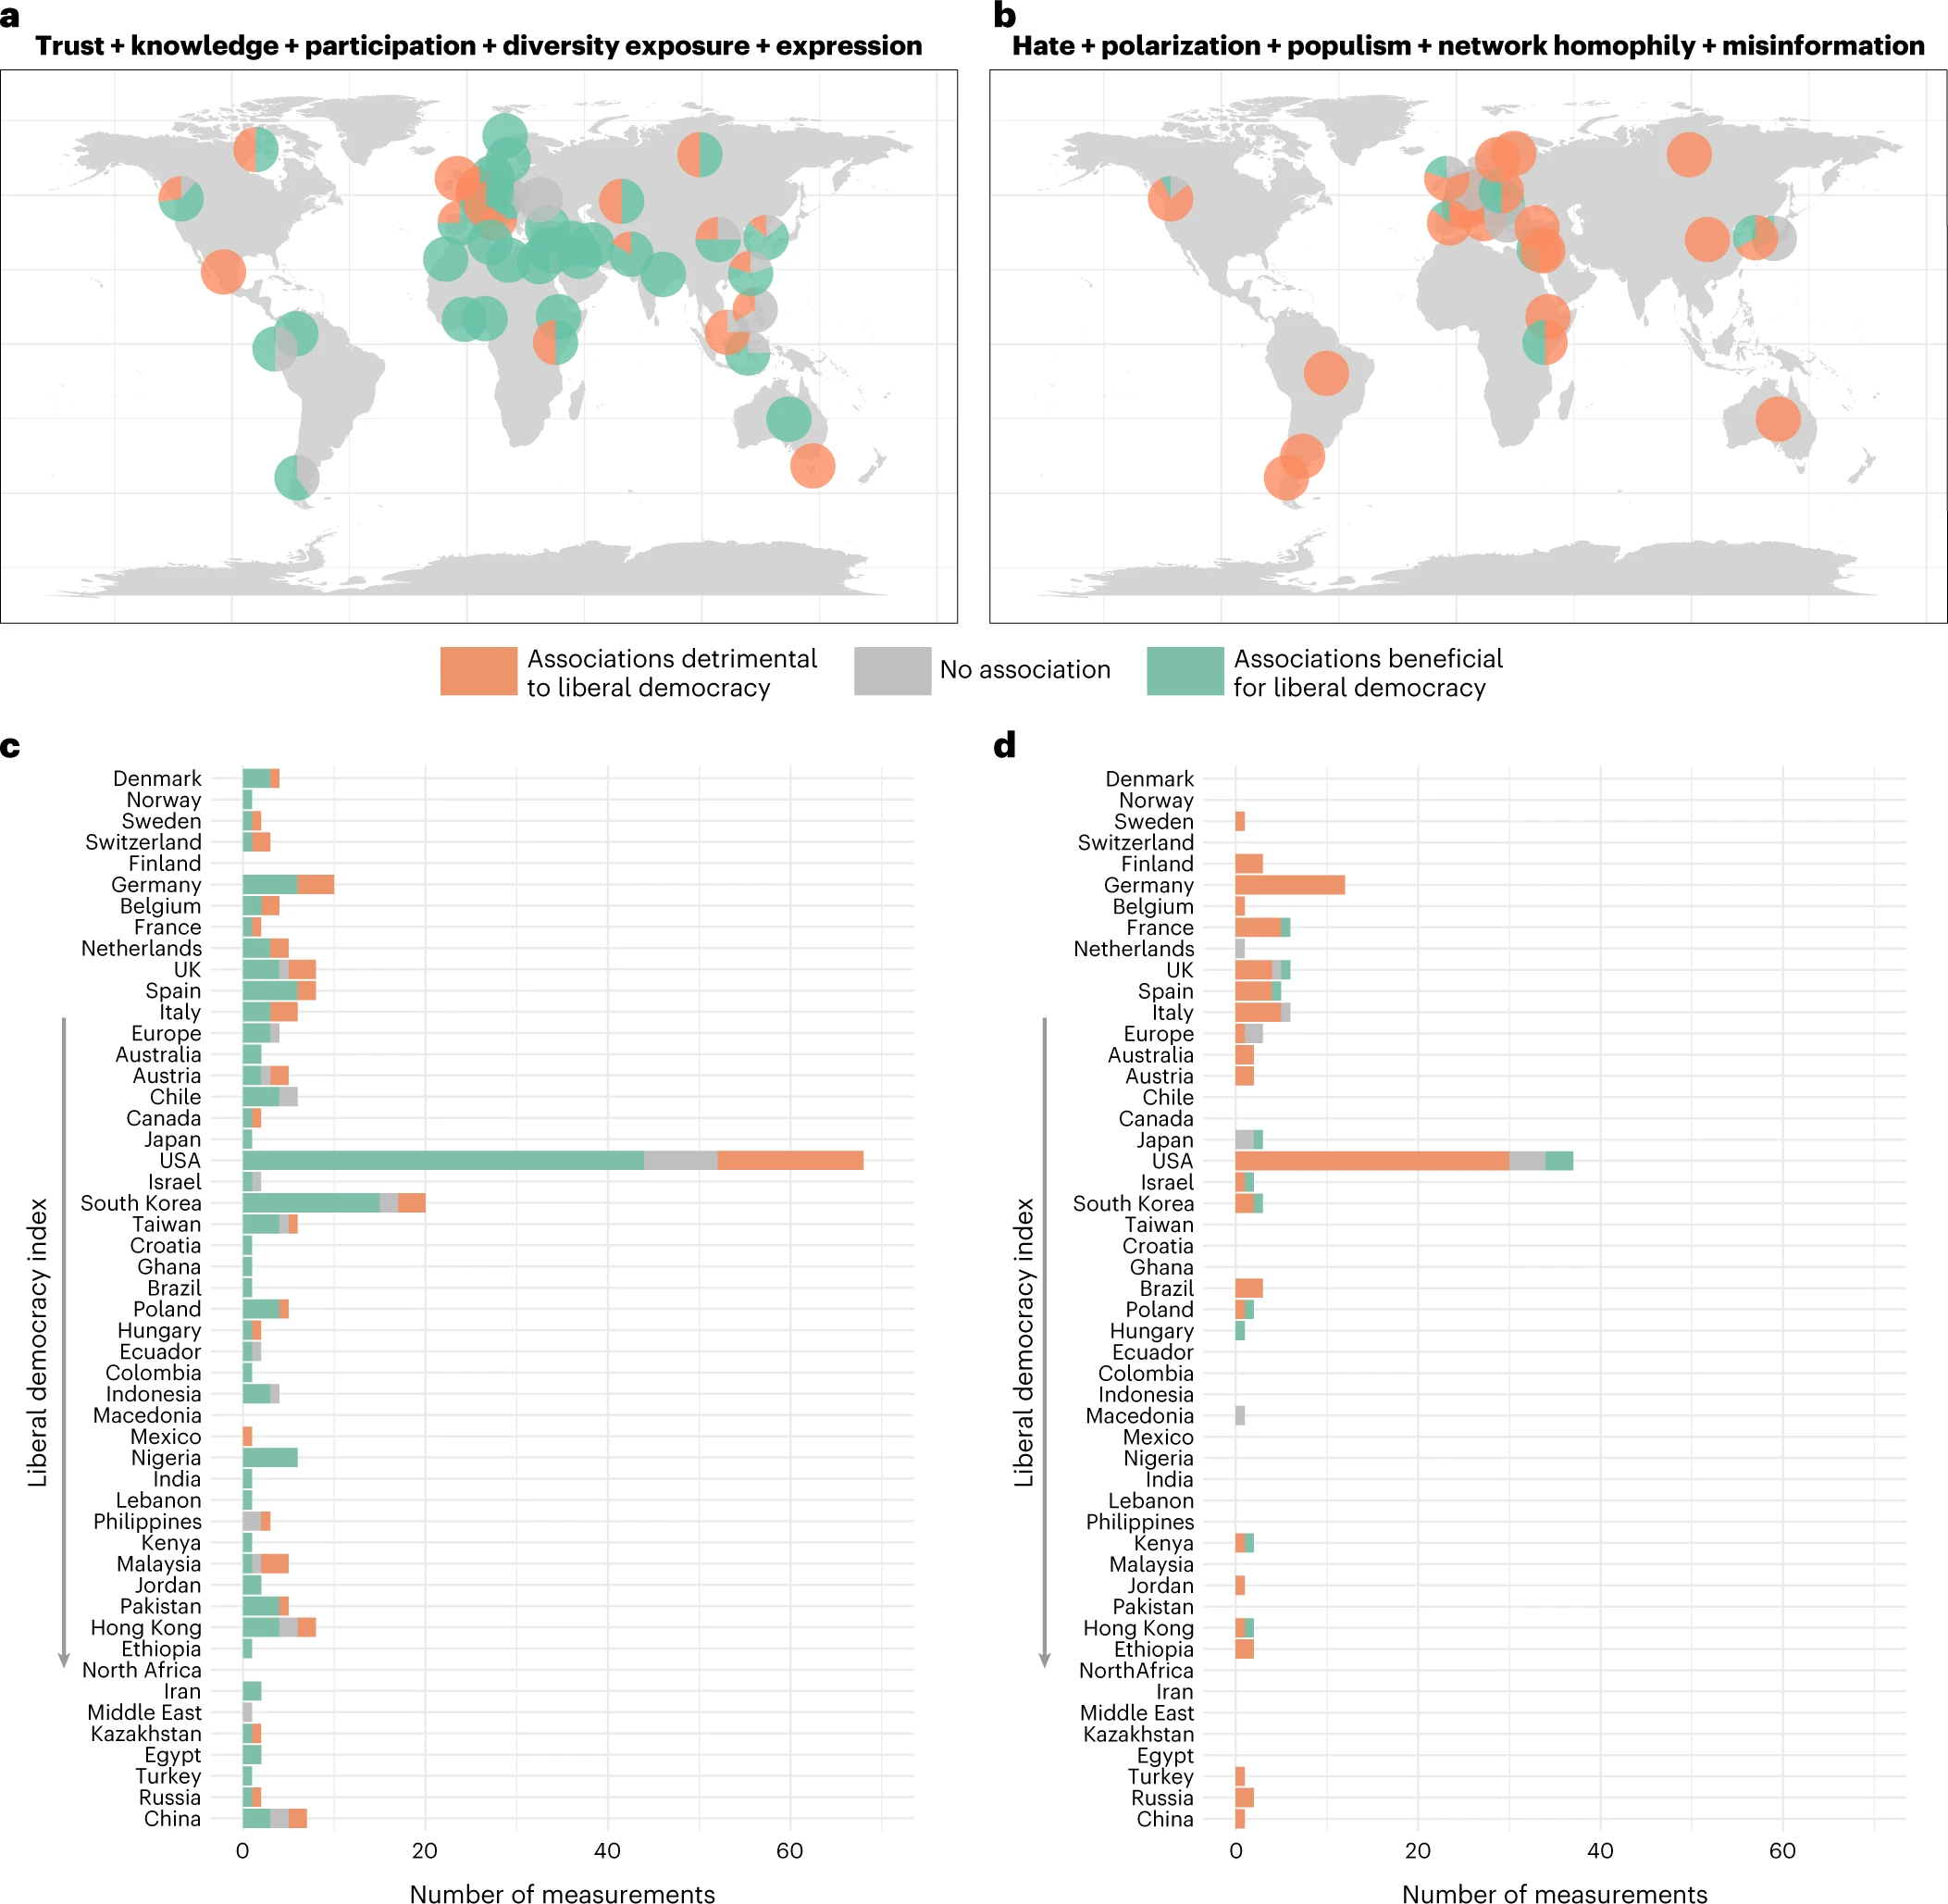 a
Trust + knowledge + participation + diversity exposure + expression
b
Hate + polarization + populism + network homophily + misinformation
Associations detrimental
to liberal democracy
No association
Associations beneficial
for liberal democracy
c
Denmark
Norway
Sweden
Switzerland
Finland
Germany
Belgium
France
Netherlands
UK
Spain
Italy
Europe
Australia
Austria
Chile
Canada
Japan
USA
Israel
South Korea
Taiwan
Croatia
Ghana
Brazil
Poland
Hungary
Ecuador
Colombia
Indonesia
Macedonia
Mexico
Nigeria
India
Lebanon
Philippines
Kenya
Malaysia
Jordan
Pakistan
Hong Kong
Ethiopia
North Africa
Iran
Middle East
Kazakhstan
Egypt
Turkey
Russia
China
Liberal democracy index
0 20 40 60
Number of measurements
d
Denmark
Norway
Sweden
Switzerland
Finland
Germany
Belgium
France
Netherlands
UK
Spain
Italy
Europe
Australia
Austria
Chile
Canada
Japan
USA
Israel
South Korea
Taiwan
Croatia
Ghana
Brazil
Poland
Hungary
Ecuador
Colombia
Indonesia
Macedonia
Mexico
Nigeria
India
Lebanon
Philippines
Kenya
Malaysia
Jordan
Pakistan
Hong Kong
Ethiopia
NorthAfrica
Iran
Middle East
Kazakhstan
Egypt
Turkey
Russia
China
Liberal democracy index
0 20 40 60
Number of measurements